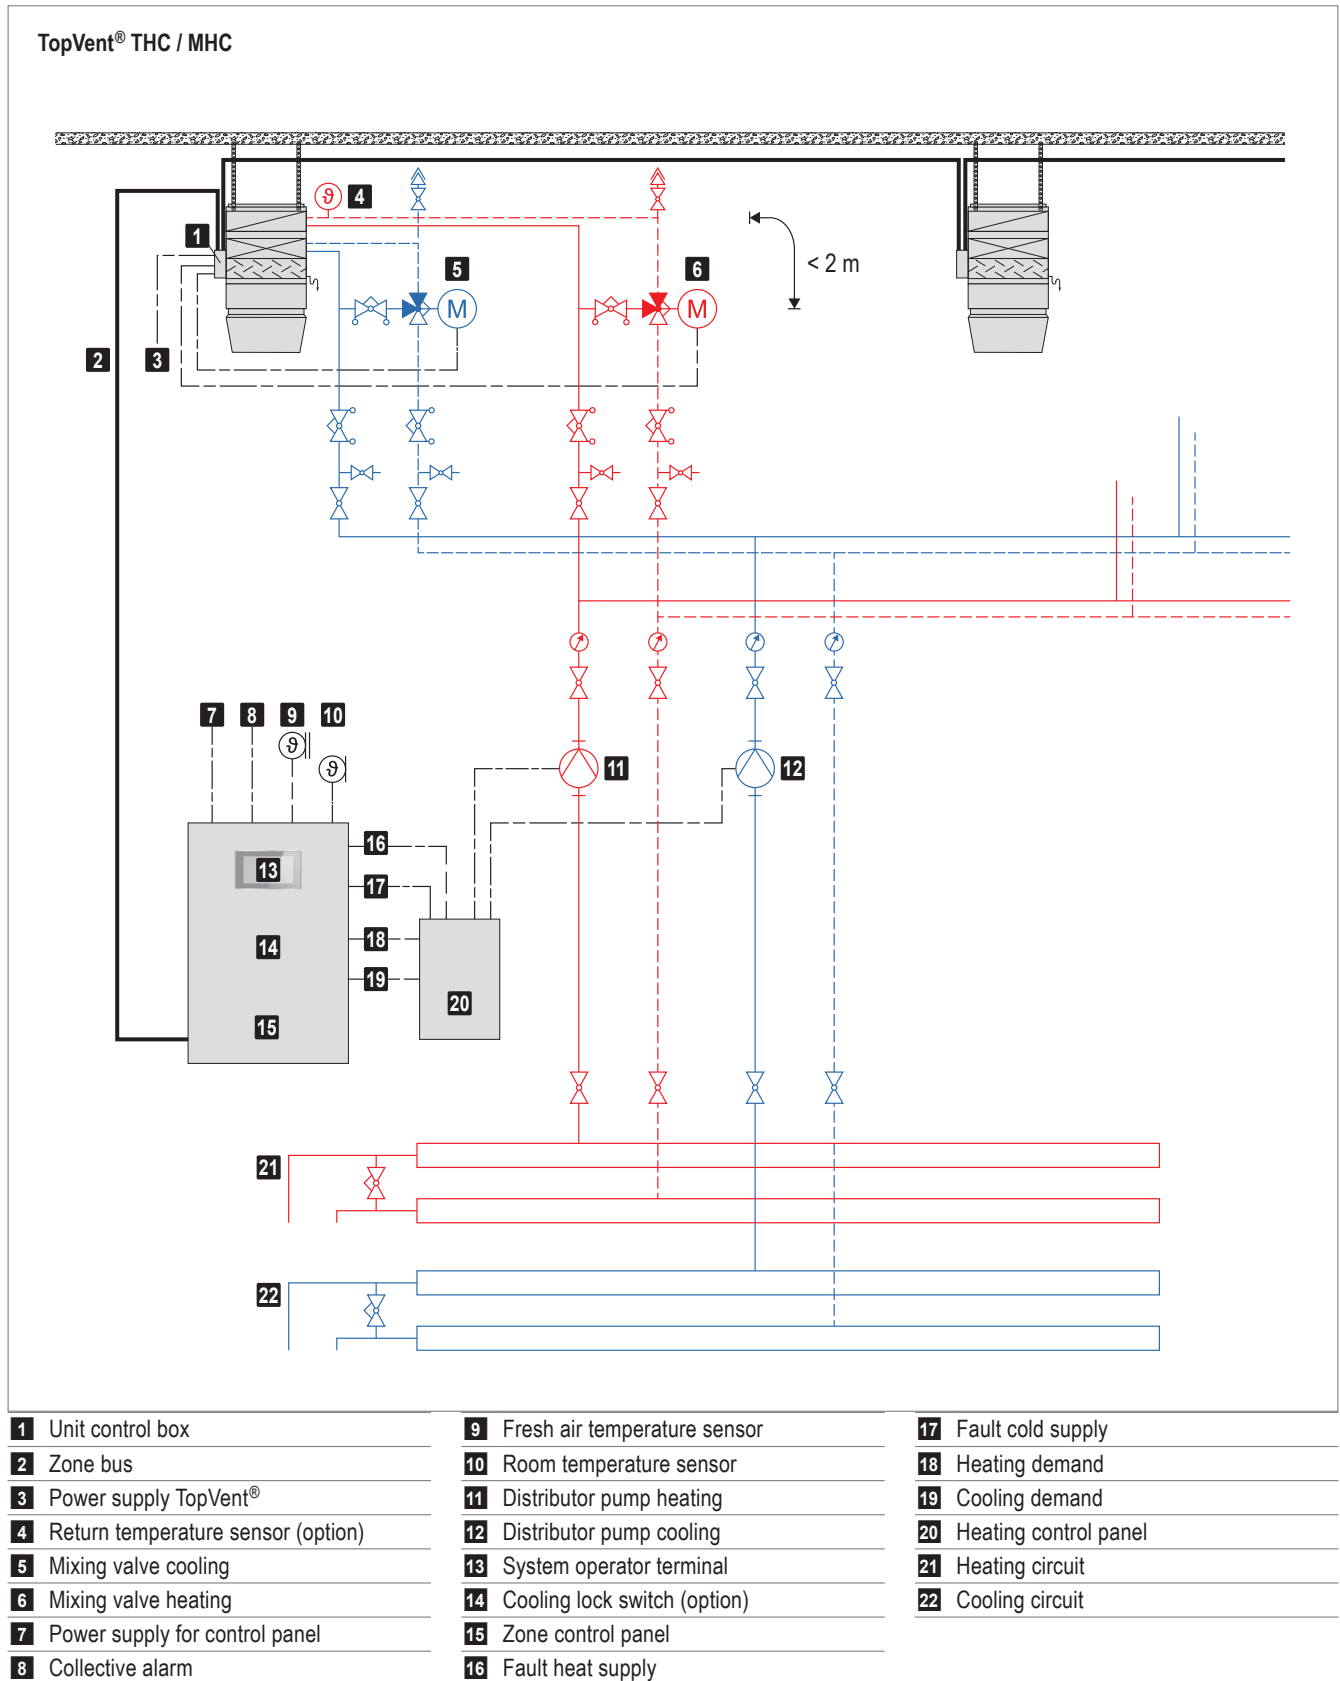 TopVent® THC / MHC
4
1
5
6
< 2 m
M
M
2
3
7
8
9
10
11
12
16
13
17
14
18
19
20
15
21
22
1 Unit control box
2 Zone bus
3 Power supply TopVent®
4 Return temperature sensor (option)
5 Mixing valve cooling
6 Mixing valve heating
7 Power supply for control panel
8 Collective alarm
9 Fresh air temperature sensor
10 Room temperature sensor
11 Distributor pump heating
12 Distributor pump cooling
13 System operator terminal
14 Cooling lock switch (option)
15 Zone control panel
16 Fault heat supply
17 Fault cold supply
18 Heating demand
19 Cooling demand
20 Heating control panel
21 Heating circuit
22 Cooling circuit